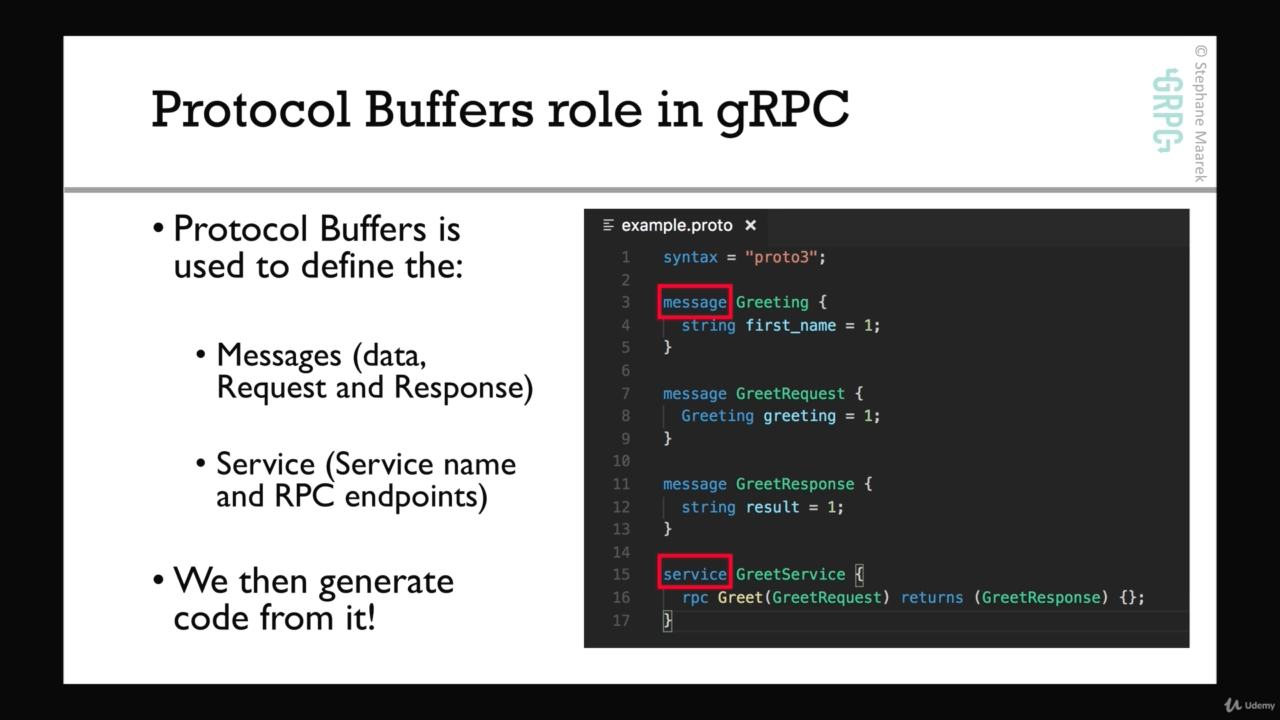 Protocol Buffers role in gRPC
© Stephane Maarek
GRPC
• Protocol Buffers is
used to define the:
• Messages (data,
Request and Response)
• Service (Service name
and RPC endpoints)
• We then generate
code from it!
example.proto ×
1 syntax = "proto3";
2
3 message Greeting {
4 string first_name = 1;
5 }
6
7 message GreetRequest {
8 Greeting greeting = 1;
9 }
10
11 message GreetResponse {
12 string result = 1;
13 }
14
15 service GreetService {
16 rpc Greet(GreetRequest) returns (GreetResponse) {};
17 }
Udemy